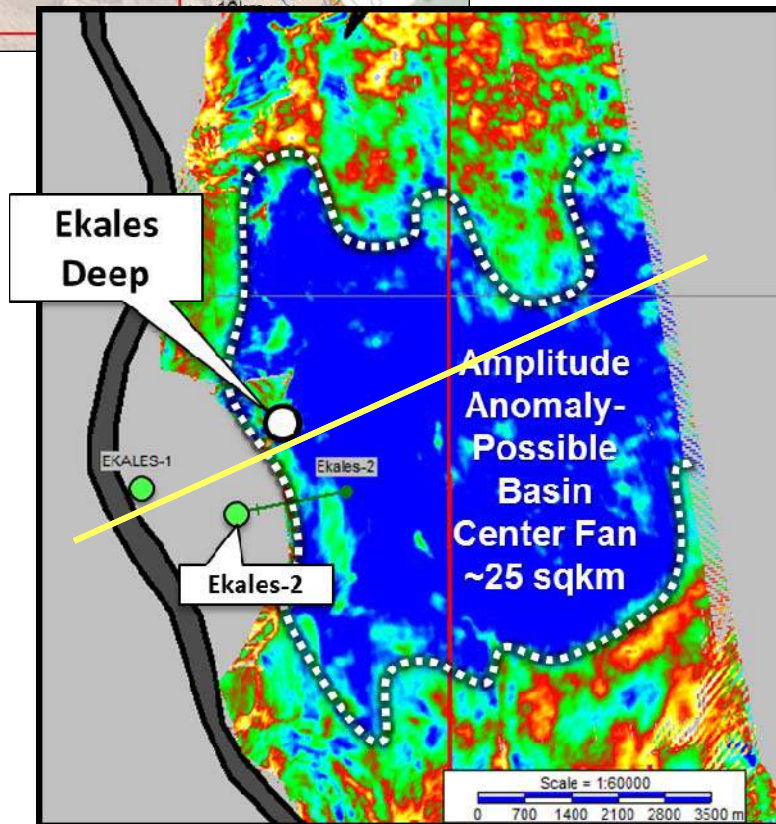 Ekales
Deep
Amplitude
Anomaly-
Possible
Basin
Center Fan
~25 sqkm
EKALES-1
Ekales-2
Ekales-2
Scale = 1:60000
0 700 1400 2100 2800 3500 m